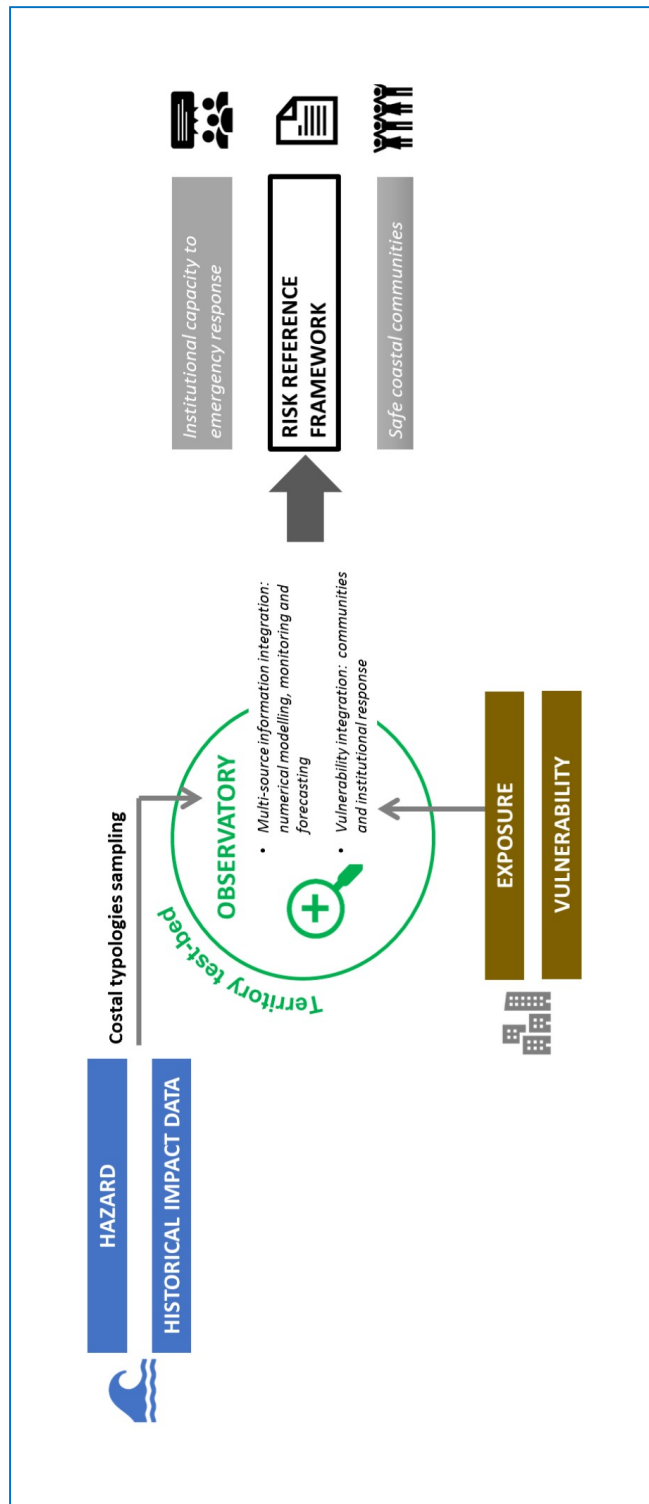 HAZARD
HISTORICAL IMPACT DATA
Costal typologies sampling
Territory test-bed
OBSERVATORY
• Multi-source information integration:
numerical modelling, monitoring and
forecasting
• Vulnerability integration: communities
and institutional response
EXPOSURE
VULNERABILITY
Institutional capacity to
emergency response
RISK REFERENCE
FRAMEWORK
Safe coastal communities